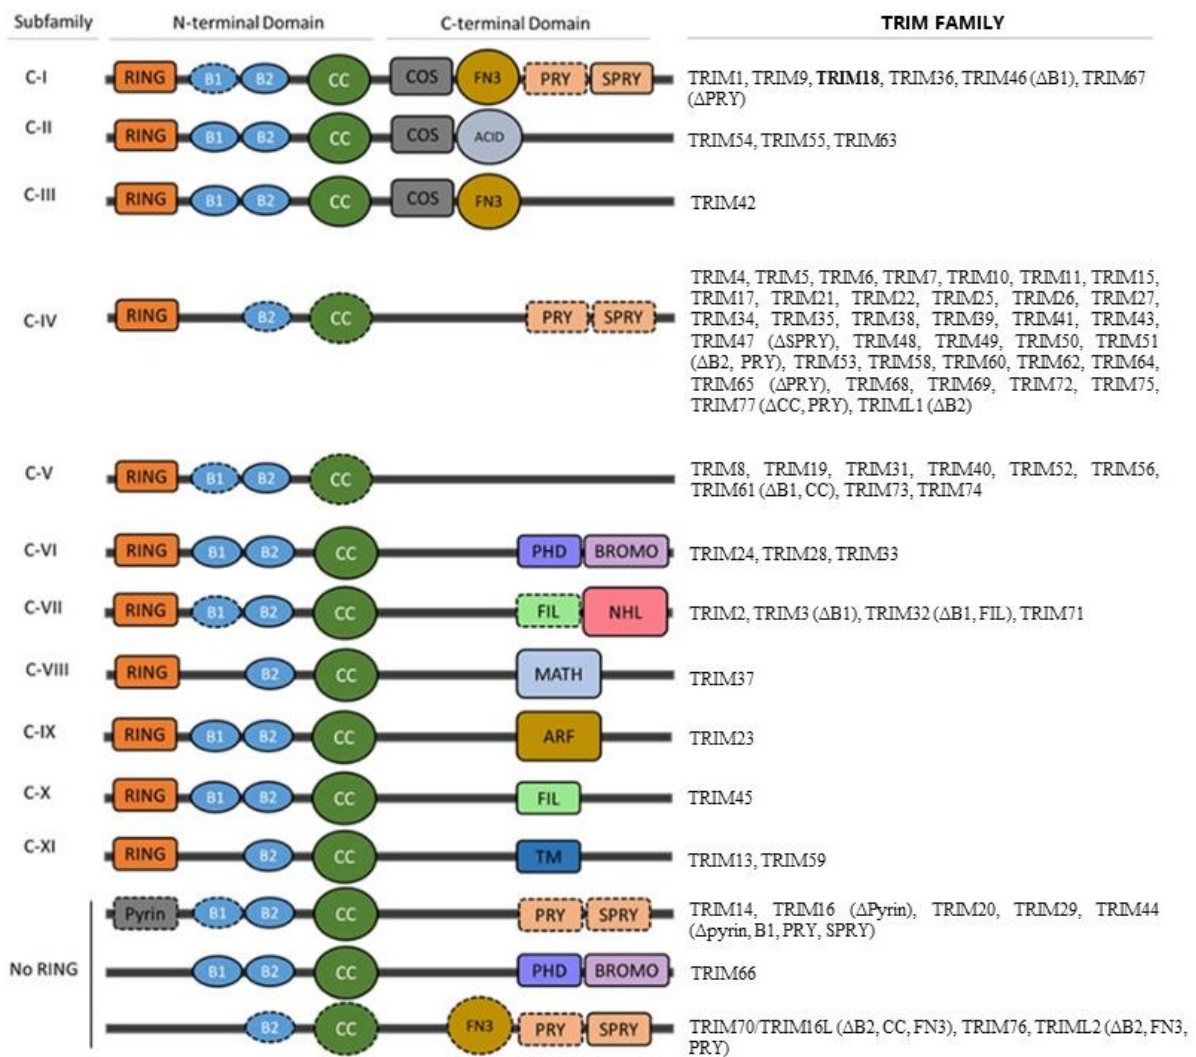 Subfamily N-terminal Domain C-terminal Domain TRIM FAMILY
C-I RING B1 B2 CC COS FN3 PRY SPRY TRIM1, TRIM9, TRIM18, TRIM36, TRIM46 (ΔB1), TRIM67
(ΔPRY)
C-II RING B1 B2 CC COS ACID TRIM54, TRIM55, TRIM63
C-III RING B1 B2 CC COS FN3 TRIM42
TRIM4, TRIM5, TRIM6, TRIM7, TRIM10, TRIM11, TRIM15,
TRIM17, TRIM21, TRIM22, TRIM25, TRIM26, TRIM27,
C-IV RING B2 CC PRY SPRY TRIM34, TRIM35, TRIM38, TRIM39, TRIM41, TRIM43,
TRIM47 (ΔSPRY), TRIM48, TRIM49, TRIM50, TRIM51
(ΔB2, PRY), TRIM53, TRIM58, TRIM60, TRIM62, TRIM64,
TRIM65 (ΔPRY), TRIM68, TRIM69, TRIM72, TRIM75,
TRIM77 (ΔCC, PRY), TRIML1 (ΔB2)
C-V RING B1 B2 CC TRIM8, TRIM19, TRIM31, TRIM40, TRIM52, TRIM56,
TRIM61 (ΔB1, CC), TRIM73, TRIM74
C-VI RING B1 B2 CC PHD BROMO TRIM24, TRIM28, TRIM33
C-VII RING B1 B2 CC FIL NHL TRIM2, TRIM3 (ΔB1), TRIM32 (ΔB1, FIL), TRIM71
C-VIII RING B2 CC MATH TRIM37
C-IX RING B1 B2 CC ARF TRIM23
C-X RING B1 B2 CC FIL TRIM45
C-XI RING B2 CC TM TRIM13, TRIM59
Pyrin B1 B2 CC PRY SPRY TRIM14, TRIM16 (ΔPyrin), TRIM20, TRIM29, TRIM44
(Δpyrin, B1, PRY, SPRY)
No RING B1 B2 CC PHD BROMO TRIM66
B2 CC FN3 PRY SPRY TRIM70/TRIM16L (ΔB2, CC, FN3), TRIM76, TRIML2 (ΔB2, FN3,
PRY)